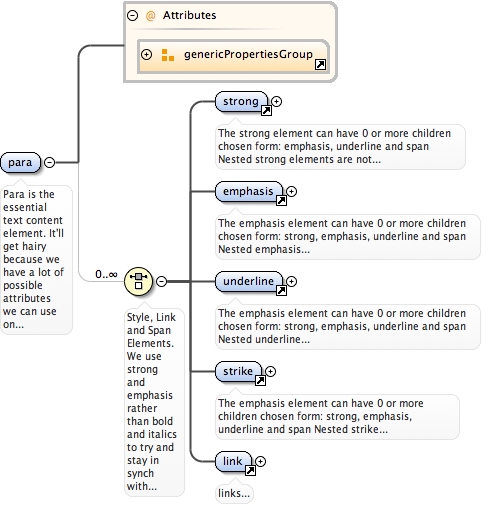 Attributes
genericPropertiesGroup
strong
The strong element can have 0 or more children
chosen form: emphasis, underline and span
Nested strong elements are not...
para
Para is the
essential
text content
element. It'll
get hairy
because we
have a lot of
possible
attributes
we can use
on...
emphasis
The emphasis element can have 0 or more children
chosen form: strong, emphasis, underline and span
Nested emphasis...
0..∞
Style, Link
and Span
Elements.
We use
strong
and
emphasis
rather
than bold
and italics
to try and
stay in
synch
with...
underline
The emphasis element can have 0 or more children
chosen form: strong, emphasis, underline and span
Nested underline...
strike
The emphasis element can have 0 or more
children chosen form: strong, emphasis,
underline and span Nested strike...
link
links...